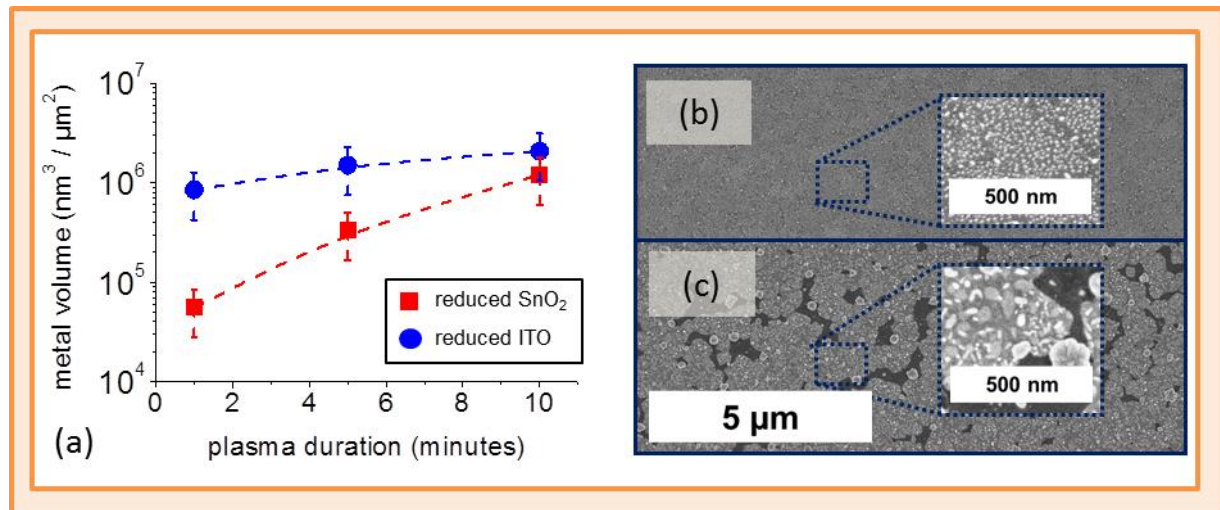 metal volume (nm³ / µm²)
10⁷
10⁶
10⁵
10⁴
0 2 4 6 8 10
plasma duration (minutes)
reduced SnO₂
reduced ITO
(a)
(b)
500 nm
(c)
500 nm
5 µm